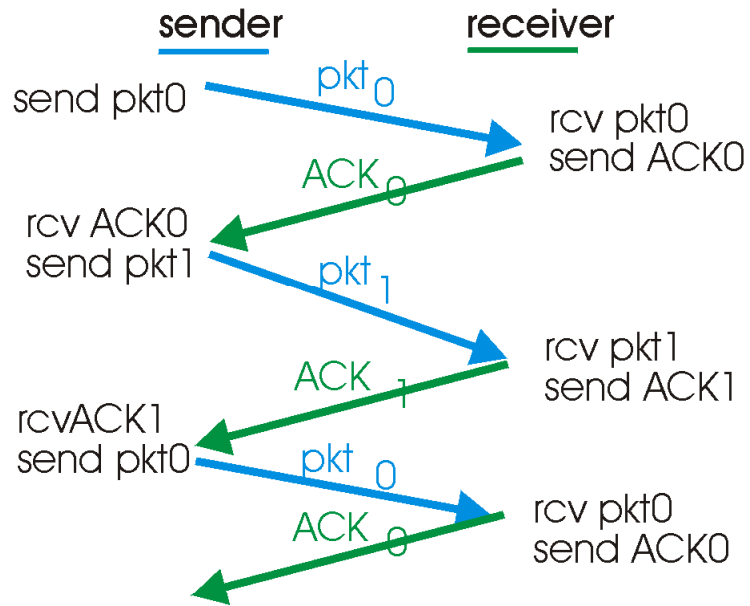 sender
receiver
send pkt0
pkt0
rcv pkt0
send ACK0
ACK0
rcv ACK0
send pkt1
pkt1
rcv pkt1
send ACK1
ACK1
rcvACK1
send pkt0
pkt0
rcv pkt0
send ACK0
ACK0